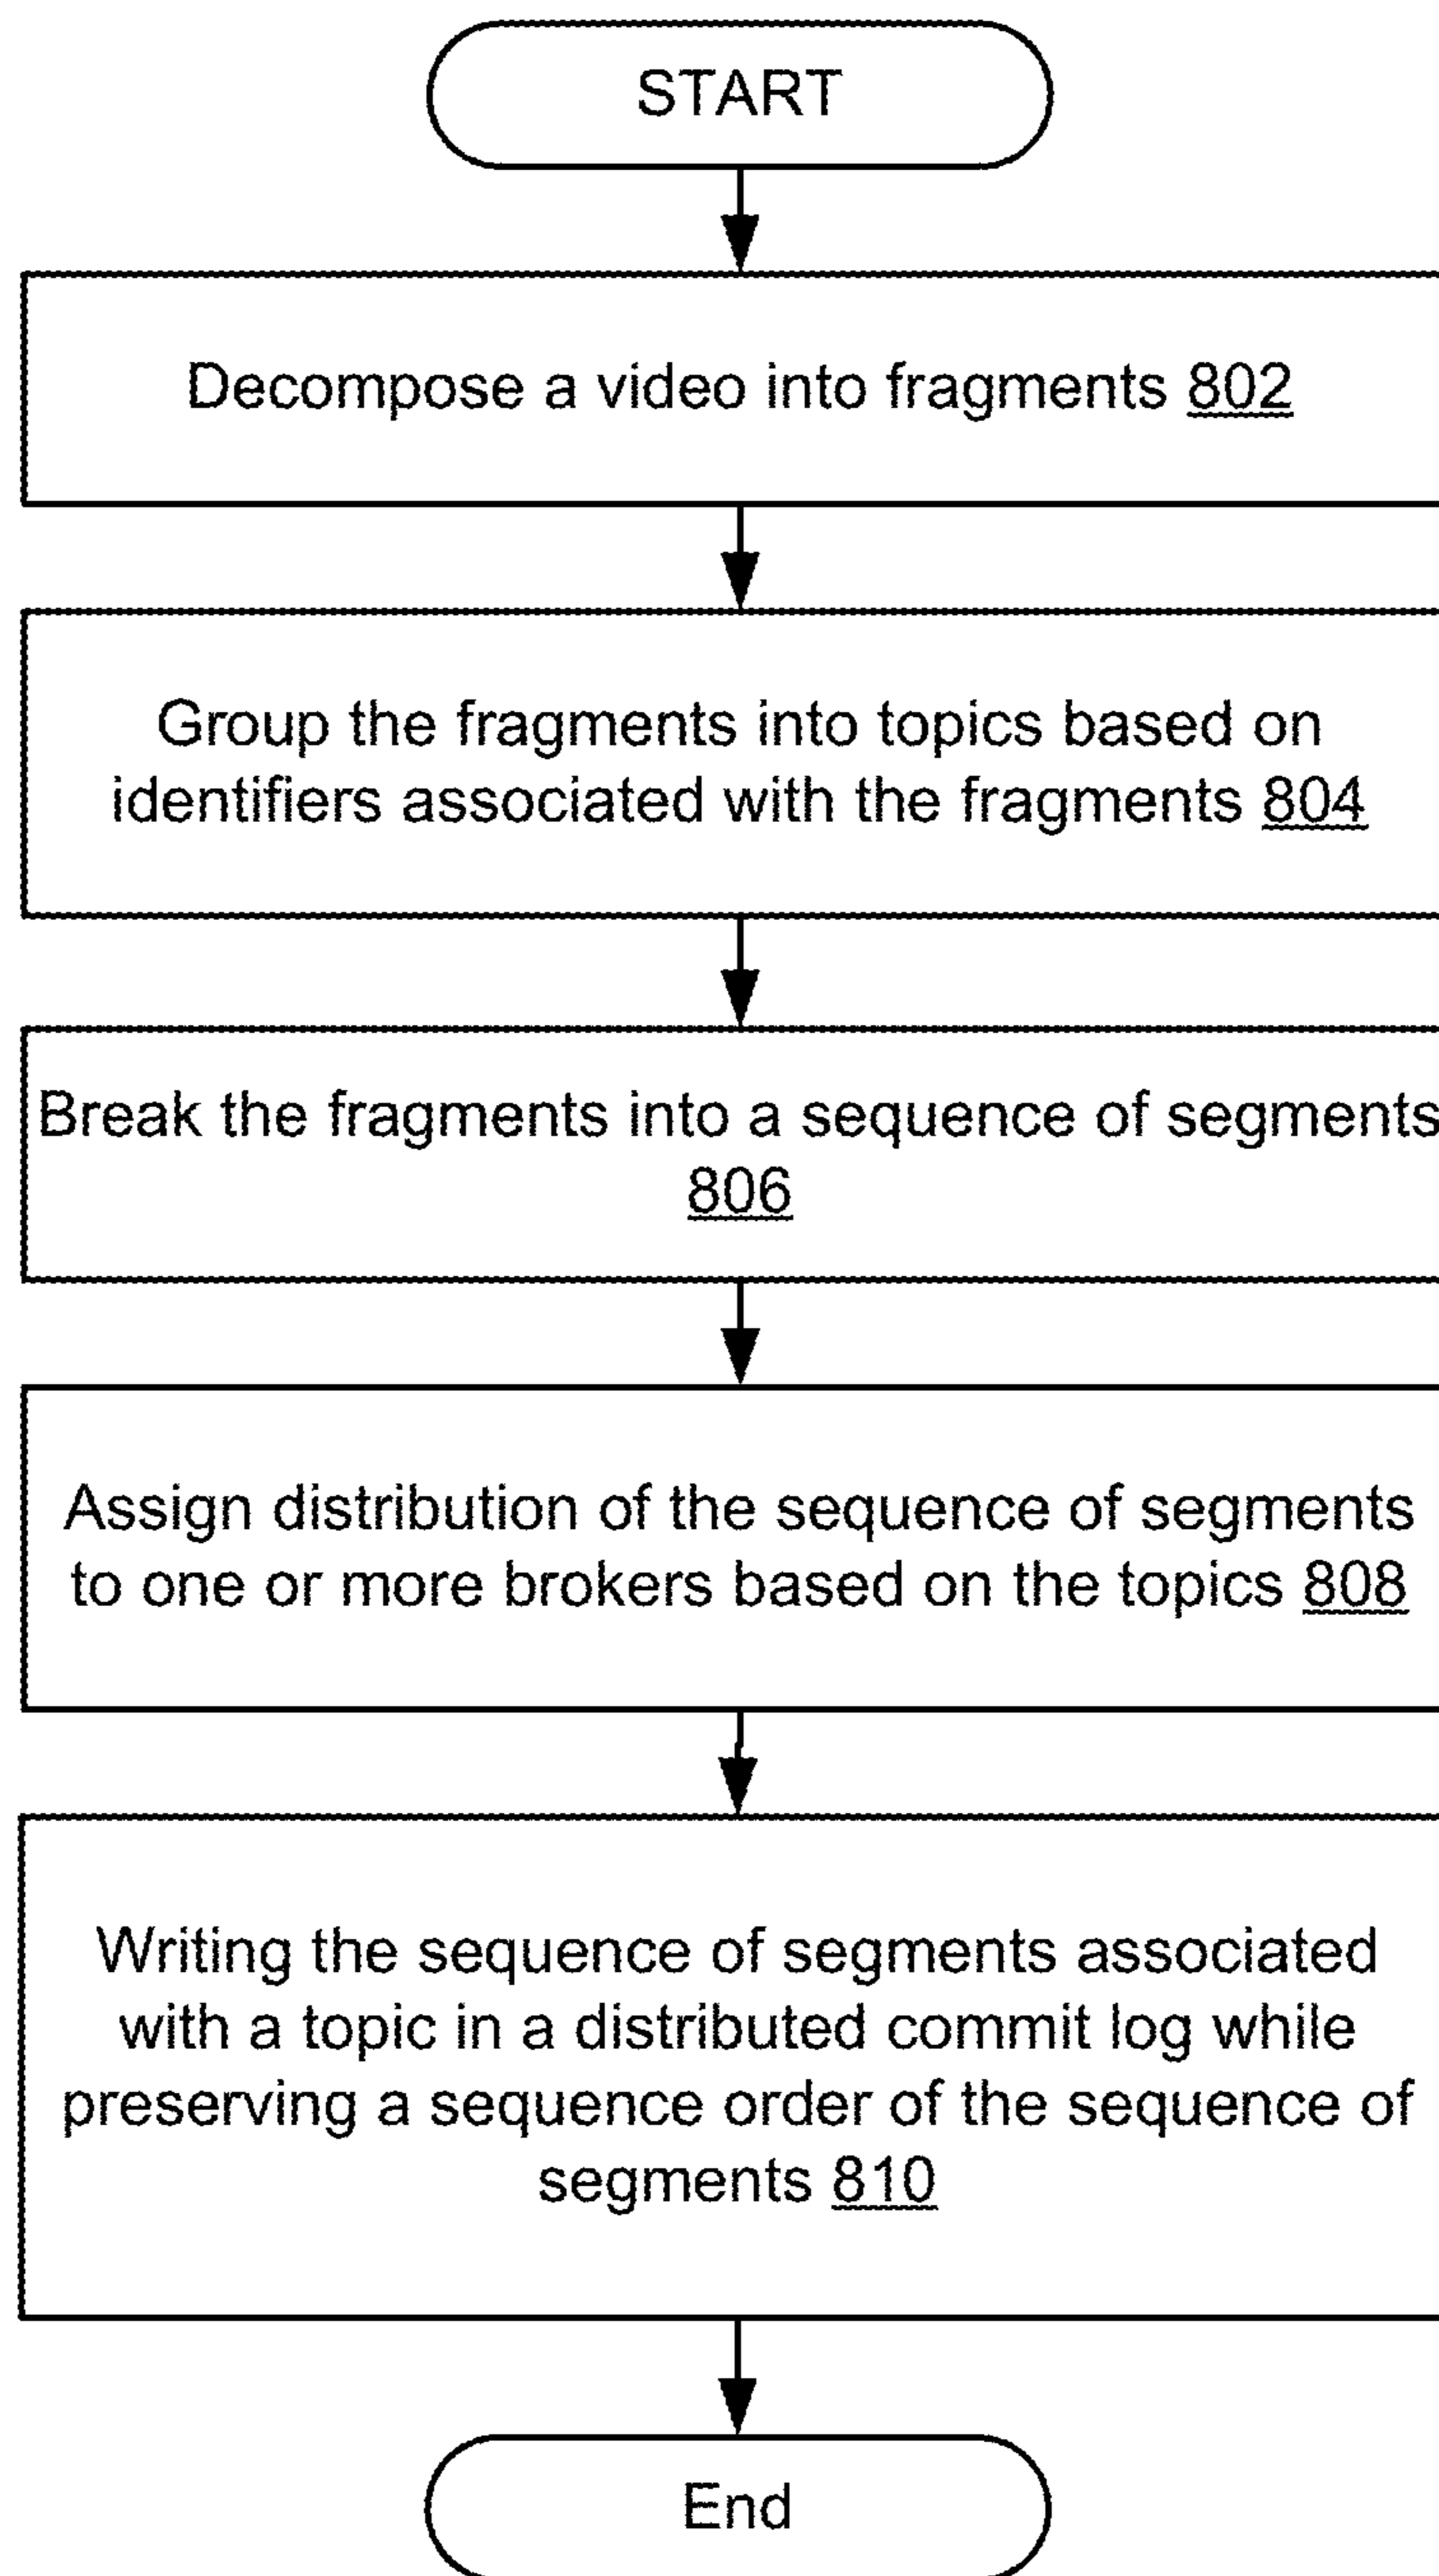 START
Decompose a video into fragments 802
Group the fragments into topics based on
identifiers associated with the fragments 804
Break the fragments into a sequence of segments
806
Assign distribution of the sequence of segments
to one or more brokers based on the topics 808
Writing the sequence of segments associated
with a topic in a distributed commit log while
preserving a sequence order of the sequence of
segments 810
End